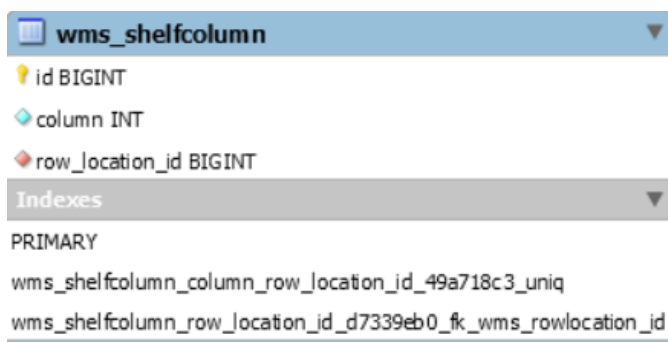 wms_shelfcolumn
id BIGINT
column INT
row_location_id BIGINT
Indexes
PRIMARY
wms_shelfcolumn_column_row_location_id_49a718c3_uniq
wms_shelfcolumn_row_location_id_d7339eb0_fk_wms_rowlocation_id